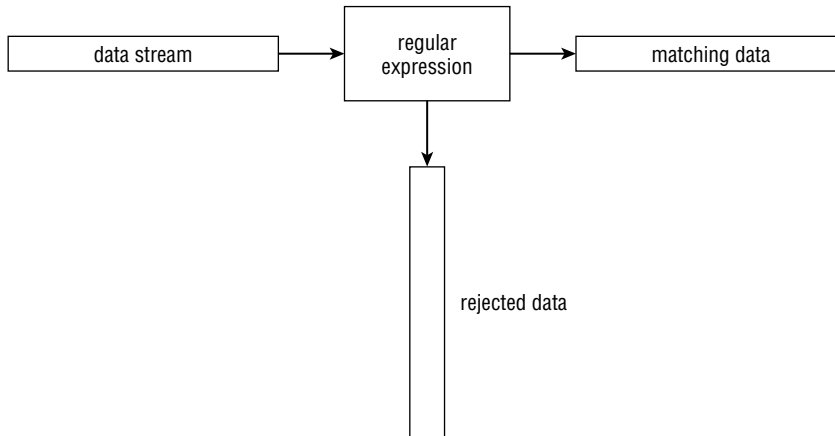 data stream
regular
expression
matching data
rejected data